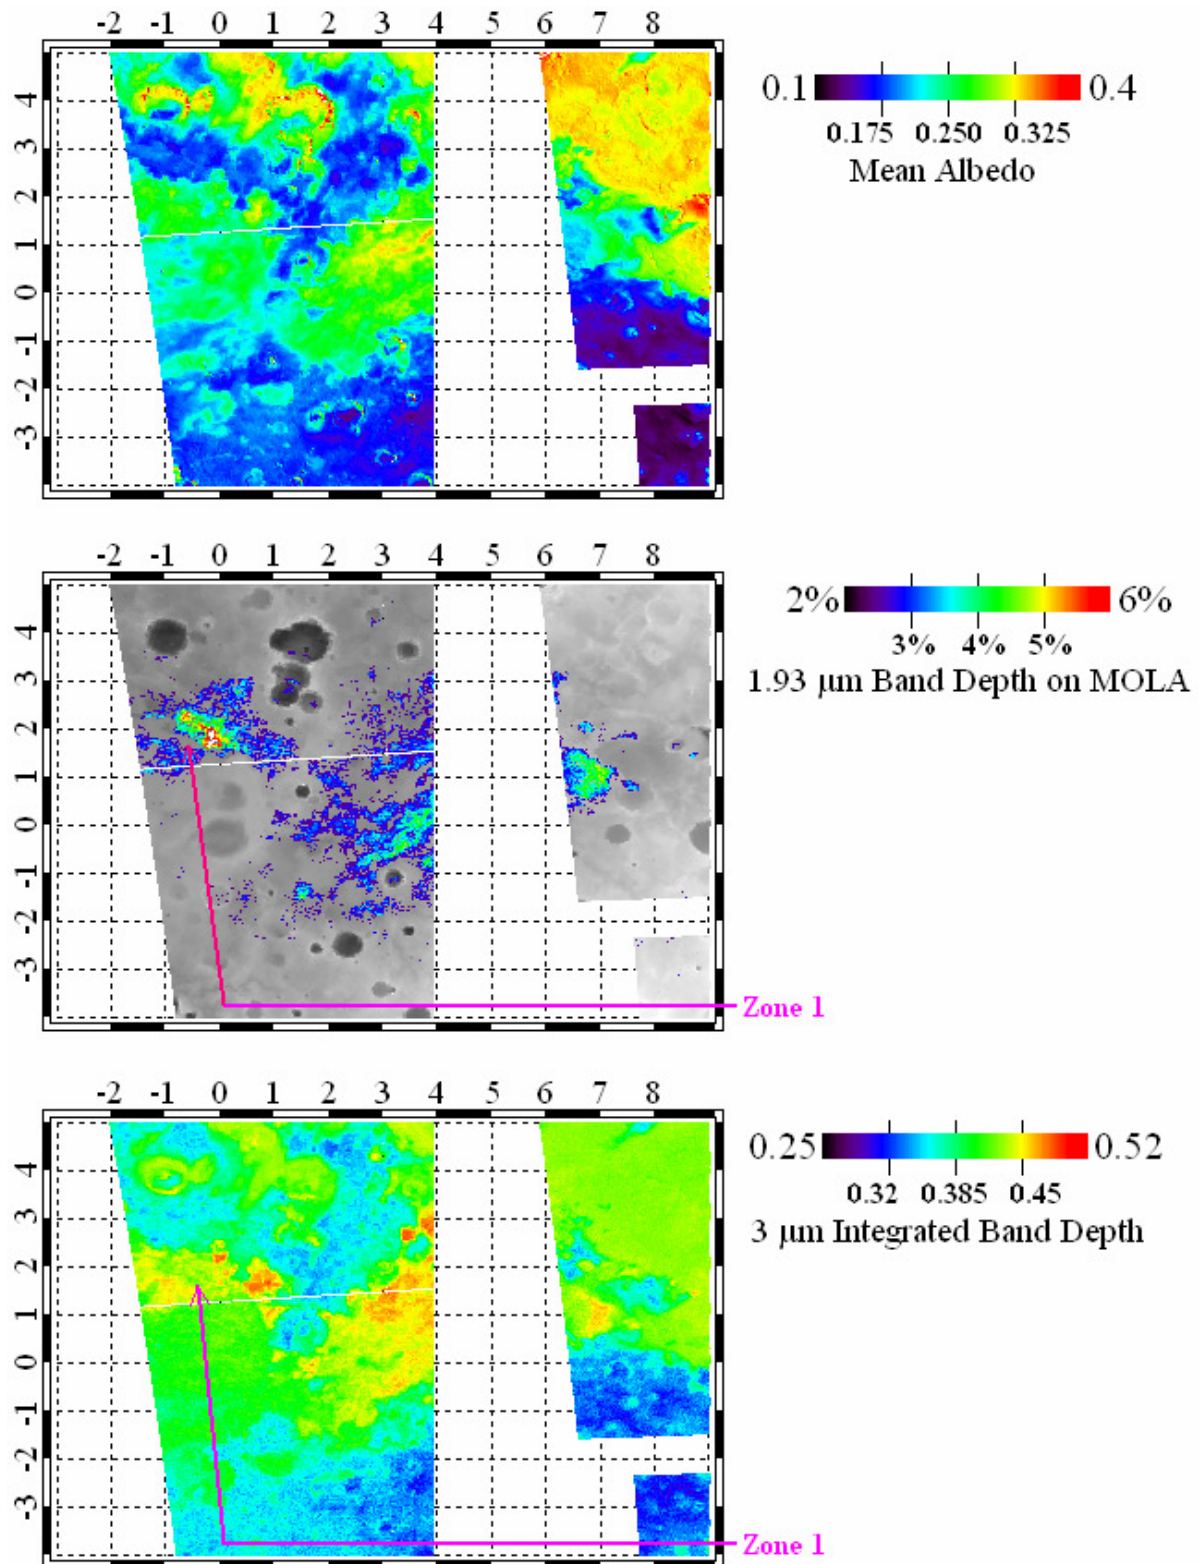 -2 -1 0 1 2 3 4 5 6 7 8
4
3
2
1
0
-1
-2
-3
0.1 0.4
0.175 0.250 0.325
Mean Albedo
-2 -1 0 1 2 3 4 5 6 7 8
4
3
2
1
0
-1
-2
-3
2% 6%
3% 4% 5%
1.93 µm Band Depth on MOLA
Zone 1
-2 -1 0 1 2 3 4 5 6 7 8
4
3
2
1
0
-1
-2
-3
0.25 0.52
0.32 0.385 0.45
3 µm Integrated Band Depth
Zone 1